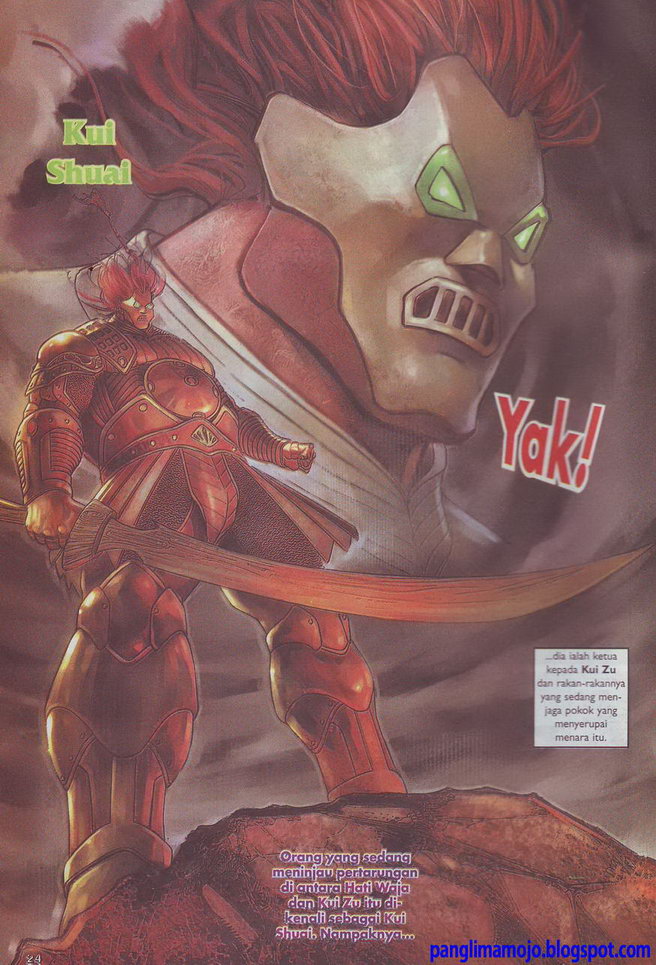 Kui
Shuai
Yak!
Orang yang sedang
meninjau pertarungan
di antara Hati Waja
dan Kui Zu itu di-
kenali sebagai Kui
Shuai. Nampaknya...
...dia ialah ketua
kepada Kui Zu
dan rakan-rakannya
yang sedang men-
jaga pokok yang
menyerupai
menara itu.
24
panglimamojo.blogspot.com